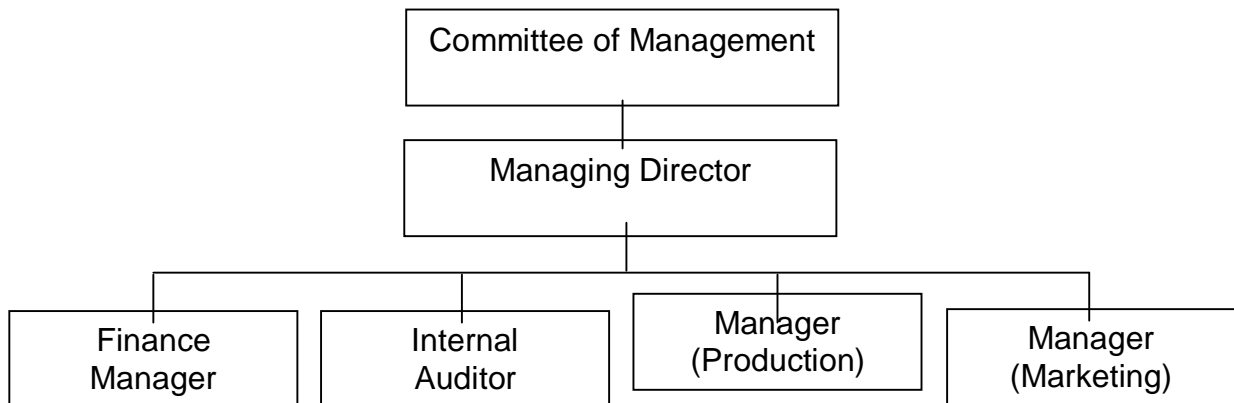 Committee of Management
Managing Director
Finance
Manager
Internal
Auditor
Manager
(Production)
Manager
(Marketing)